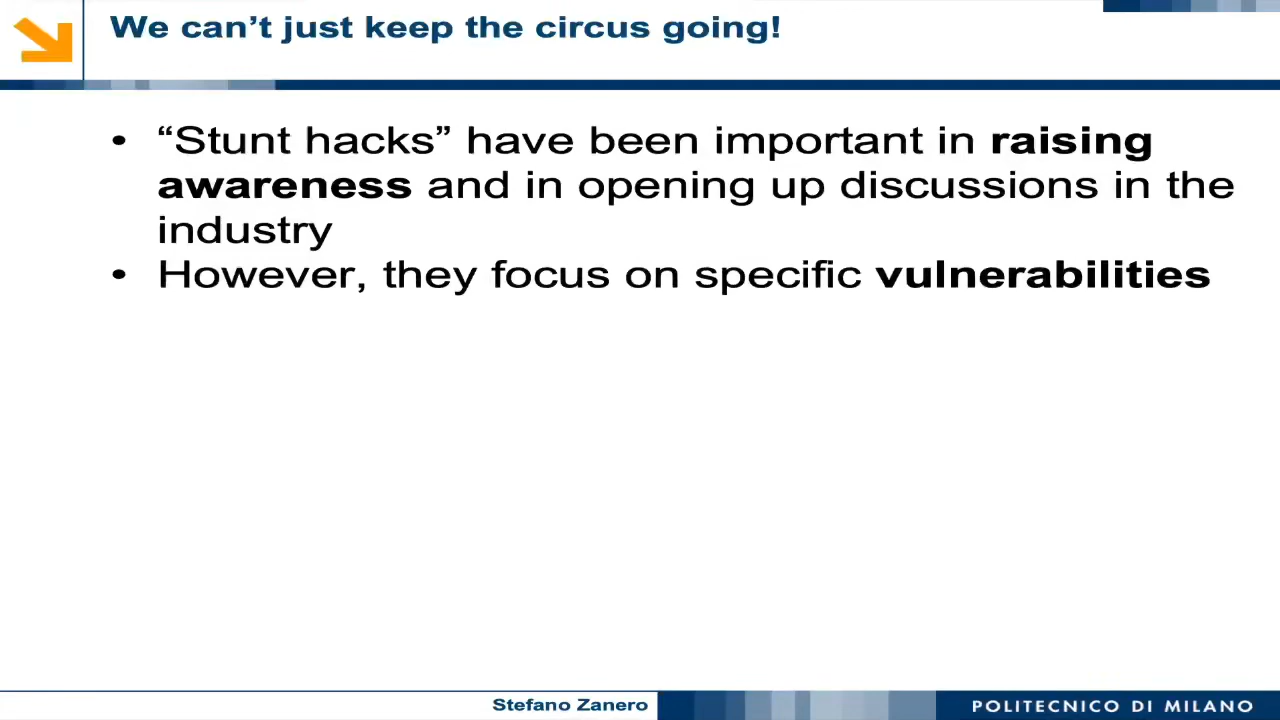 We can’t just keep the circus going!
• “Stunt hacks” have been important in raising
awareness and in opening up discussions in the
industry
• However, they focus on specific vulnerabilities
Stefano Zanero
POLITECNICO DI MILANO